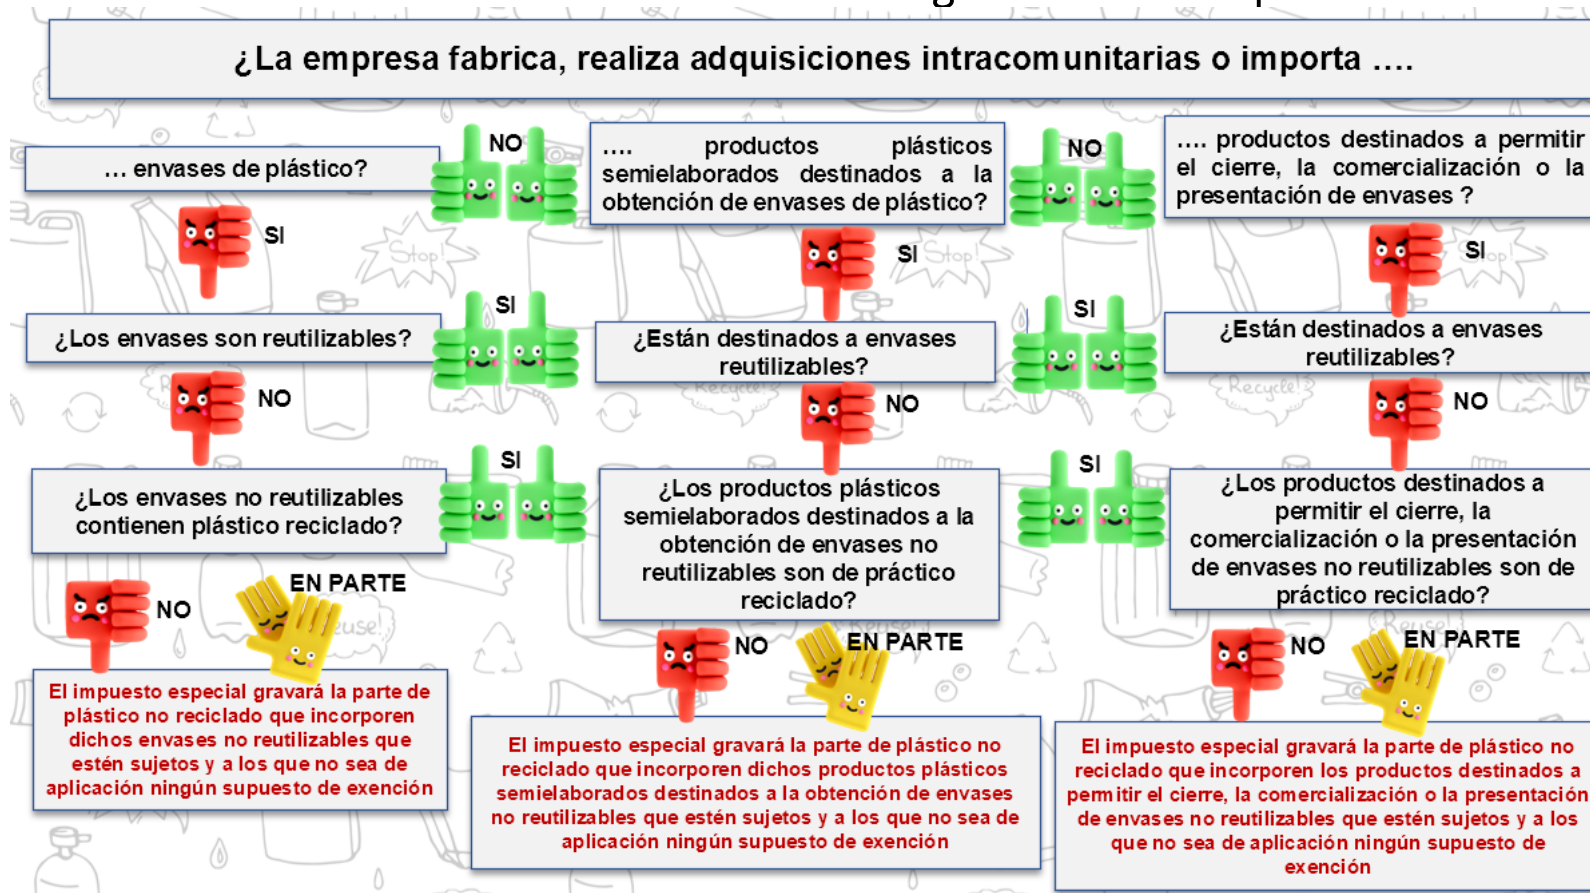 ¿La empresa fabrica, realiza adquisiciones intracomunitarias o importa ....
... envases de plástico?
NO
.... productos plásticos
semielaborados destinados a la
obtención de envases de plástico?
NO
.... productos destinados a permitir
el cierre, la comercialización o la
presentación de envases ?
SI
SI
SI
¿Los envases son reutilizables?
SI
¿Están destinados a envases
reutilizables?
SI
¿Están destinados a envases
reutilizables?
NO
NO
NO
¿Los envases no reutilizables
contienen plástico reciclado?
SI
¿Los productos plásticos
semielaborados destinados a la
obtención de envases no
reutilizables son de práctico
reciclado?
SI
¿Los productos destinados a
permitir el cierre, la
comercialización o la presentación
de envases no reutilizables son de
práctico reciclado?
NO
EN PARTE
NO
EN PARTE
NO
EN PARTE
El impuesto especial gravará la parte de
plástico no reciclado que incorporen
dichos envases no reutilizables que
estén sujetos y a los que no sea de
aplicación ningún supuesto de exención
El impuesto especial gravará la parte de plástico no
reciclado que incorporen dichos productos plásticos
semielaborados destinados a la obtención de envases
no reutilizables que estén sujetos y a los que no sea de
aplicación ningún supuesto de exención
El impuesto especial gravará la parte de plástico no
reciclado que incorporen los productos destinados a
permitir el cierre, la comercialización o la presentación
de envases no reutilizables que estén sujetos y a los
que no sea de aplicación ningún supuesto de
exención
Stop!
Stop!
Stop!
Recycle!
Recycle!
Reuse!